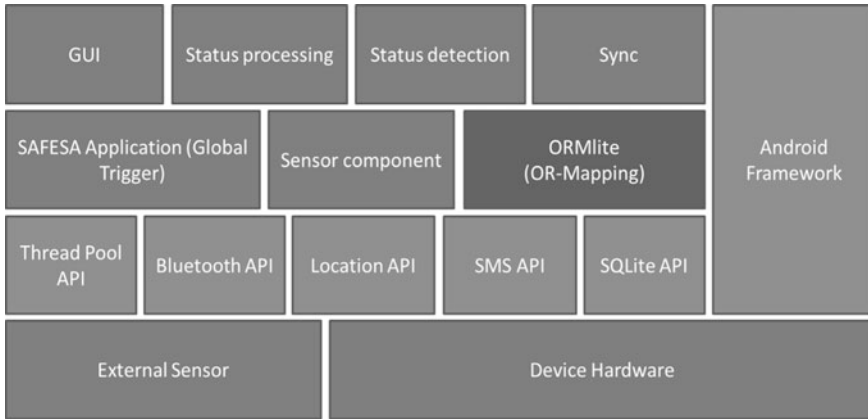 GUI
Status processing
Status detection
Sync
SAFESA Application (Global
Trigger)
Sensor component
ORMlite
(OR-Mapping)
Android
Framework
Thread Pool
API
Bluetooth API
Location API
SMS API
SQLite API
External Sensor
Device Hardware